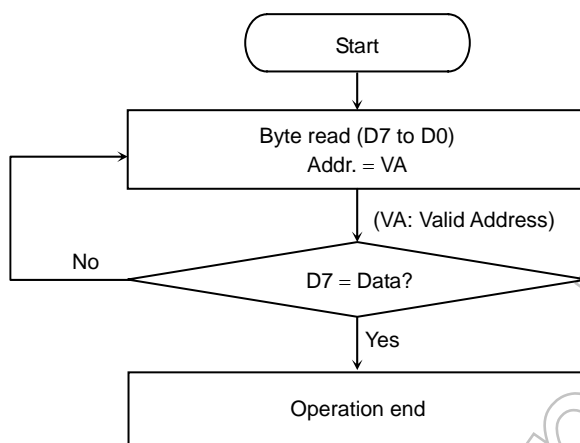 Start
Byte read (D7 to D0)
Addr. = VA
(VA: Valid Address)
No
D7 = Data?
Yes
Operation end